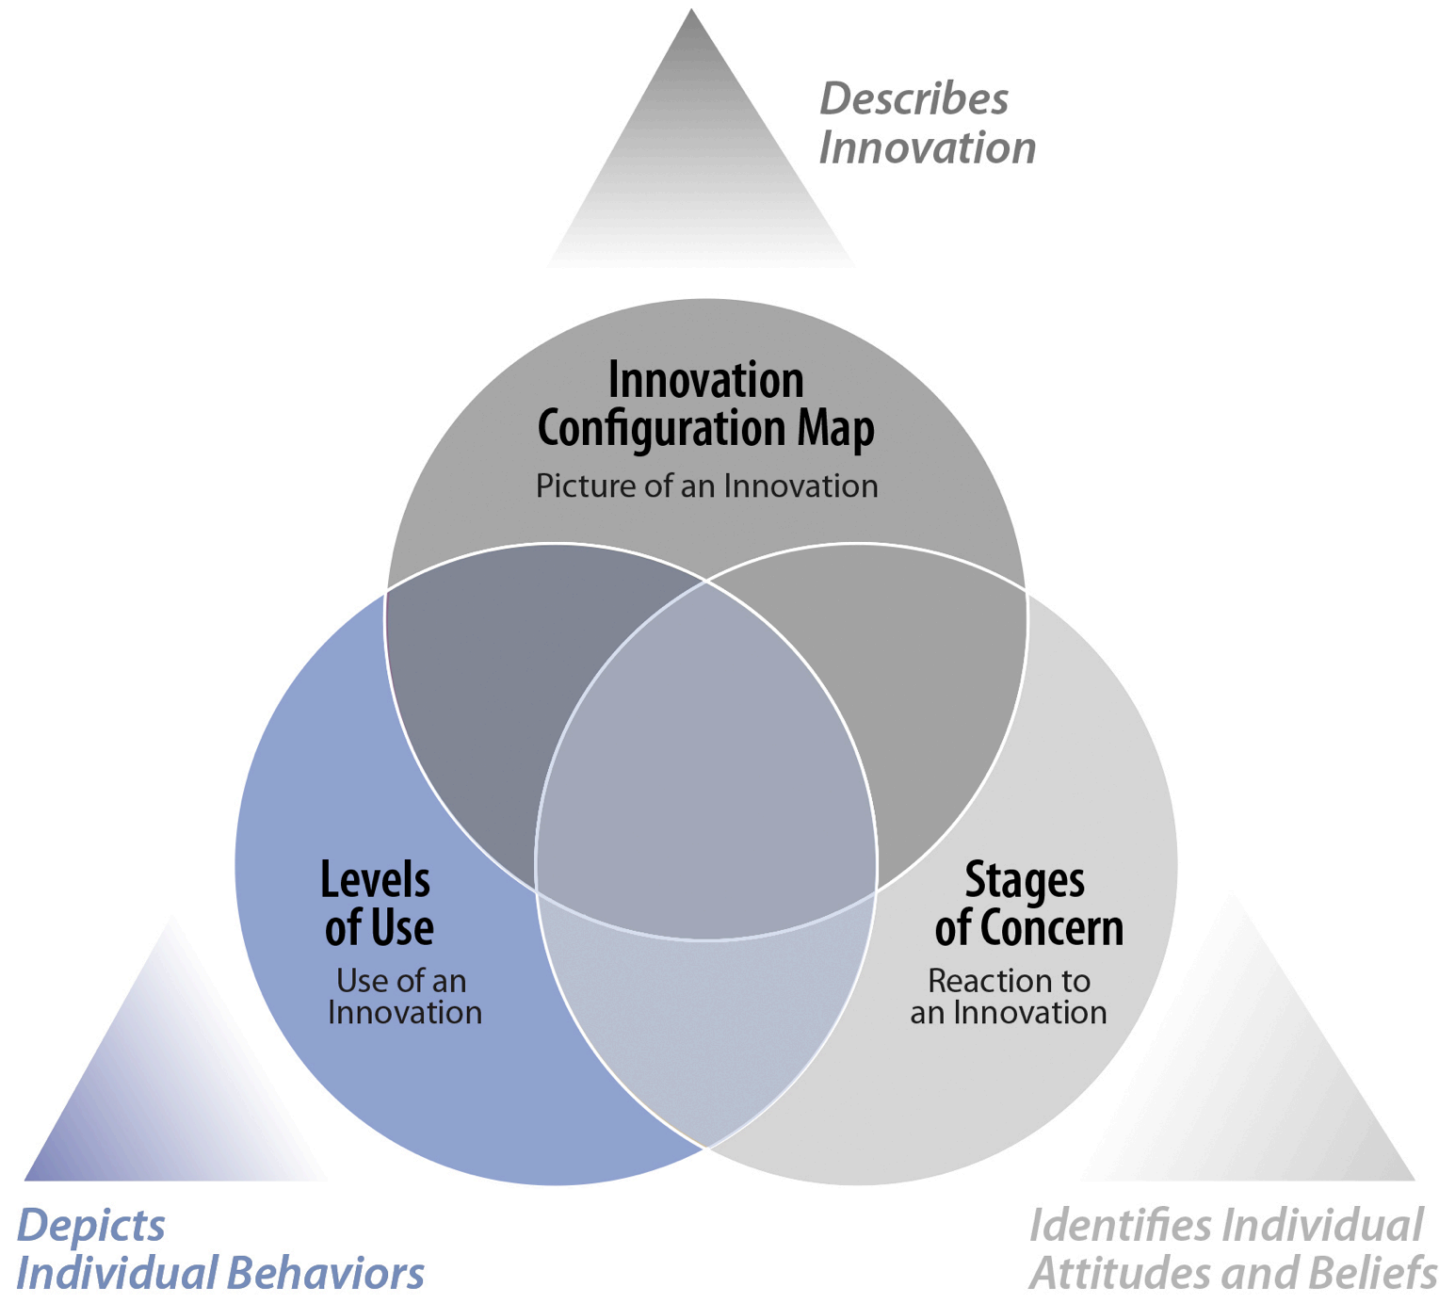 Describes
Innovation
Innovation
Configuration Map
Picture of an Innovation
Levels
of Use
Use of an
Innovation
Stages
of Concern
Reaction to
an Innovation
Depicts
Individual Behaviors
Identifies Individual
Attitudes and Beliefs